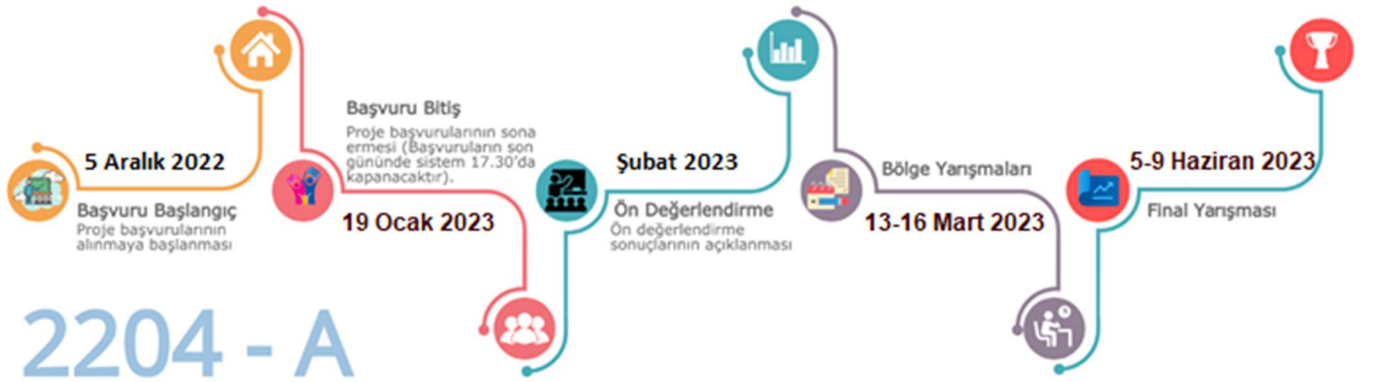 5 Aralık 2022
Başvuru Başlangıç
Proje başvurularının
alınmaya başlanması
Başvuru Bitiş
Proje başvurularının sona
ermesi (Başvuruların son
gününde sistem 17.30'da
kapanacaktır).
19 Ocak 2023
Şubat 2023
Ön Değerlendirme
Ön değerlendirme
sonuçlarının açıklanması
Bölge Yarışmaları
13-16 Mart 2023
5-9 Haziran 2023
Final Yarışması
2204 - A